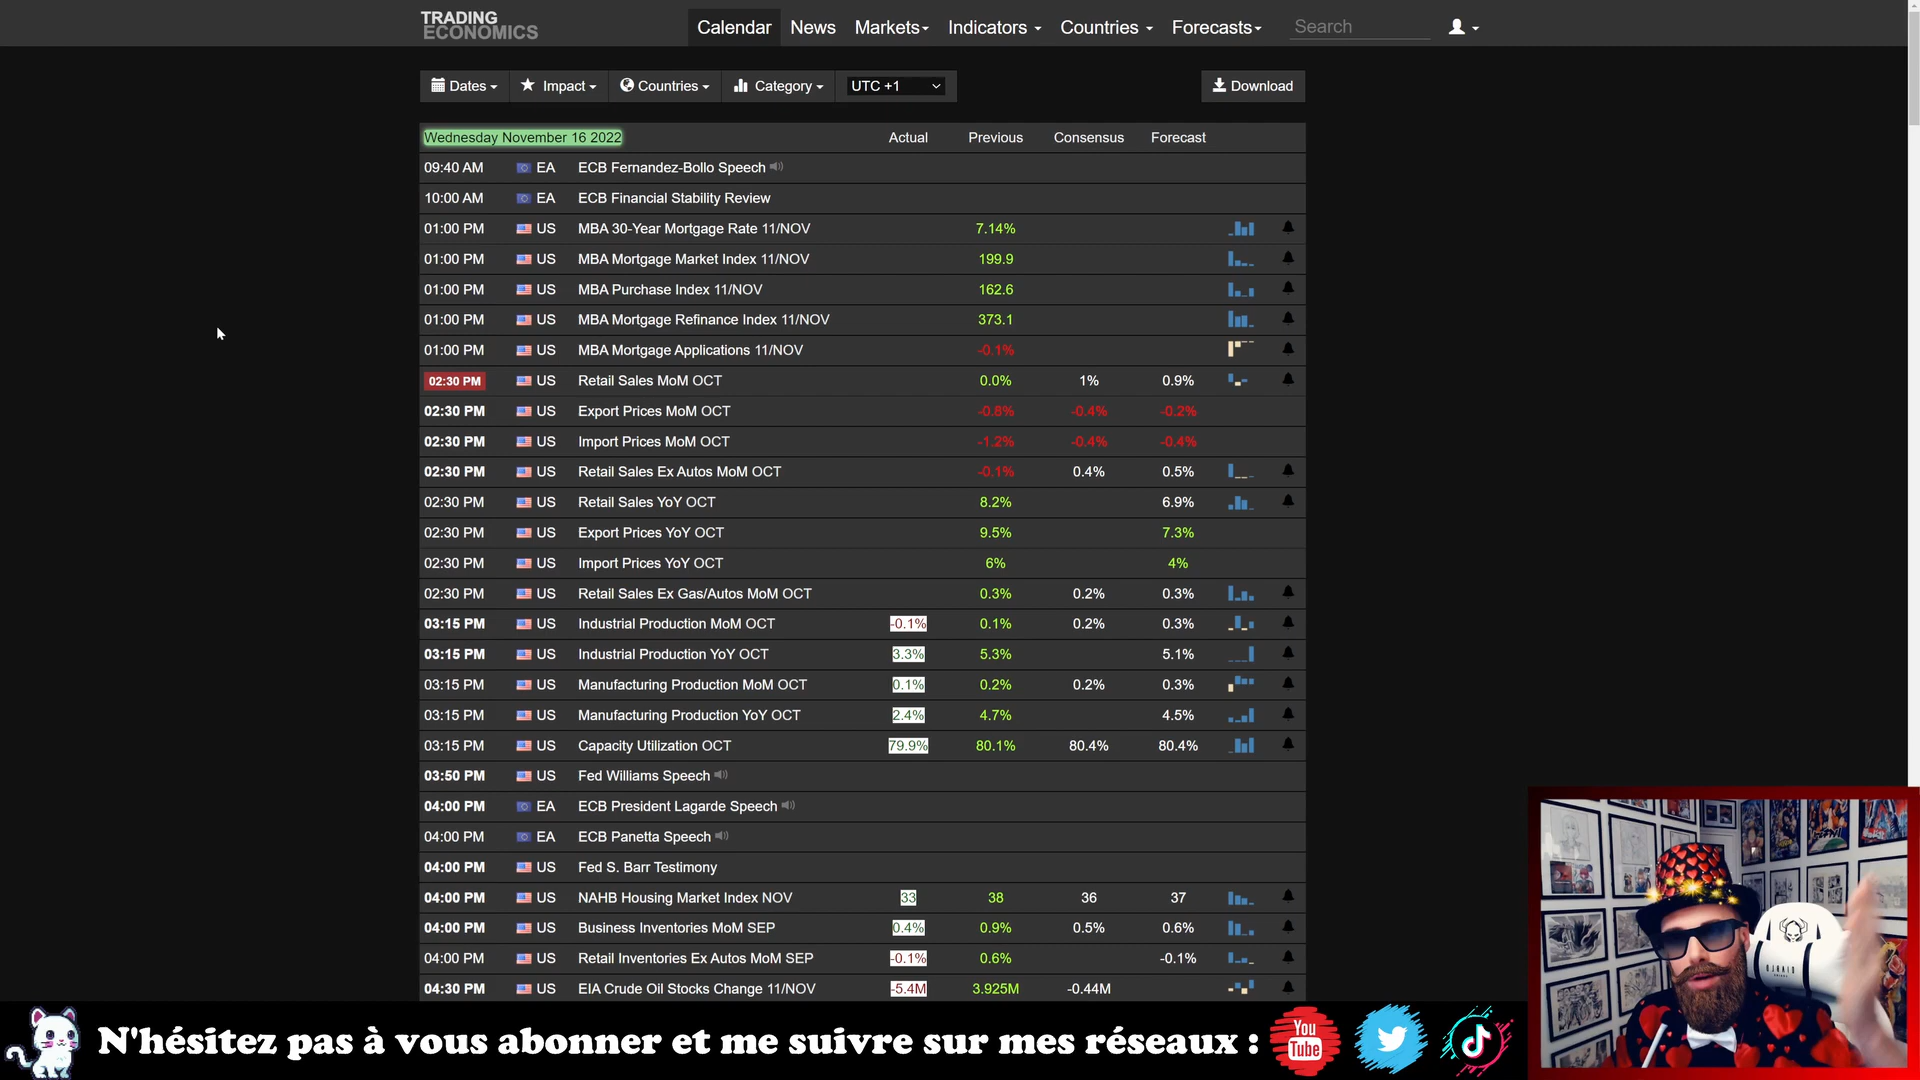 TRADING
ECONOMICS
Calendar News Markets Indicators Countries Forecasts Search
Dates Impact Countries Category UTC +1 Download
Wednesday November 16 2022 Actual Previous Consensus Forecast
09:40 AM EA ECB Fernandez-Bollo Speech
10:00 AM EA ECB Financial Stability Review
01:00 PM US MBA 30-Year Mortgage Rate 11/NOV 7.14%
01:00 PM US MBA Mortgage Market Index 11/NOV 199.9
01:00 PM US MBA Purchase Index 11/NOV 162.6
01:00 PM US MBA Mortgage Refinance Index 11/NOV 373.1
01:00 PM US MBA Mortgage Applications 11/NOV -0.1%
02:30 PM US Retail Sales MoM OCT 0.0% 1% 0.9%
02:30 PM US Export Prices MoM OCT -0.8% -0.4% -0.2%
02:30 PM US Import Prices MoM OCT -1.2% -0.4% -0.4%
02:30 PM US Retail Sales Ex Autos MoM OCT -0.1% 0.4% 0.5%
02:30 PM US Retail Sales YoY OCT 8.2% 6.9%
02:30 PM US Export Prices YoY OCT 9.5% 7.3%
02:30 PM US Import Prices YoY OCT 6% 4%
02:30 PM US Retail Sales Ex Gas/Autos MoM OCT 0.3% 0.2% 0.3%
03:15 PM US Industrial Production MoM OCT -0.1% 0.1% 0.2% 0.3%
03:15 PM US Industrial Production YoY OCT 3.3% 5.3% 5.1%
03:15 PM US Manufacturing Production MoM OCT 0.1% 0.2% 0.2% 0.3%
03:15 PM US Manufacturing Production YoY OCT 2.4% 4.7% 4.5%
03:15 PM US Capacity Utilization OCT 79.9% 80.1% 80.4% 80.4%
03:50 PM US Fed Williams Speech
04:00 PM EA ECB President Lagarde Speech
04:00 PM EA ECB Panetta Speech
04:00 PM US Fed S. Barr Testimony
04:00 PM US NAHB Housing Market Index NOV 33 38 36 37
04:00 PM US Business Inventories MoM SEP 0.4% 0.9% 0.5% 0.6%
04:00 PM US Retail Inventories Ex Autos MoM SEP -0.1% 0.6% -0.1%
04:30 PM US EIA Crude Oil Stocks Change 11/NOV -5.4M 3.925M -0.44M
N'hésitez pas à vous abonner et me suivre sur mes réseaux :
You
Tube